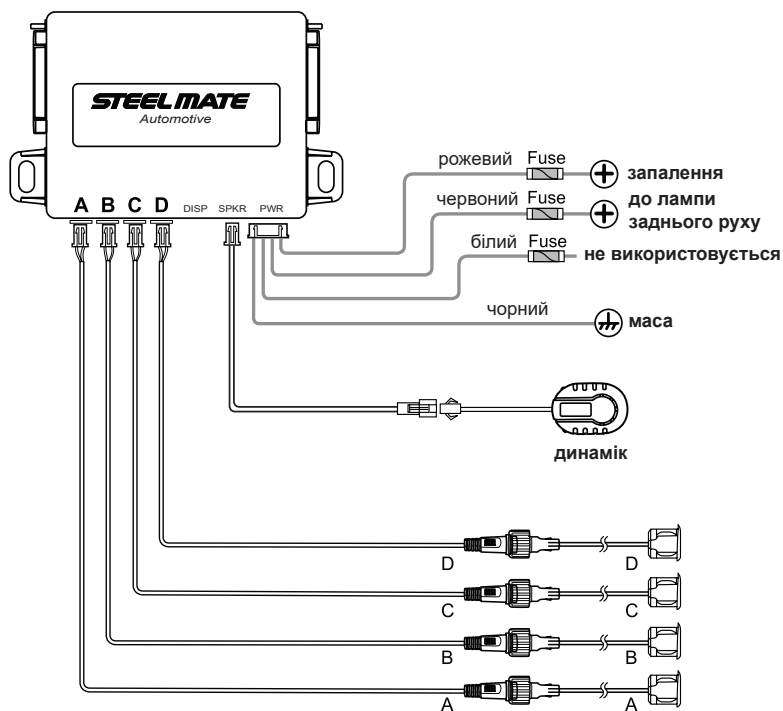 STEELMATE
Automotive
A B C D DISP SPKR PWR
рожевий Fuse запалення
червоний Fuse до лампи
заднього руху
білий Fuse не використовується
чорний маса
динамік
D D
C C
B B
A A